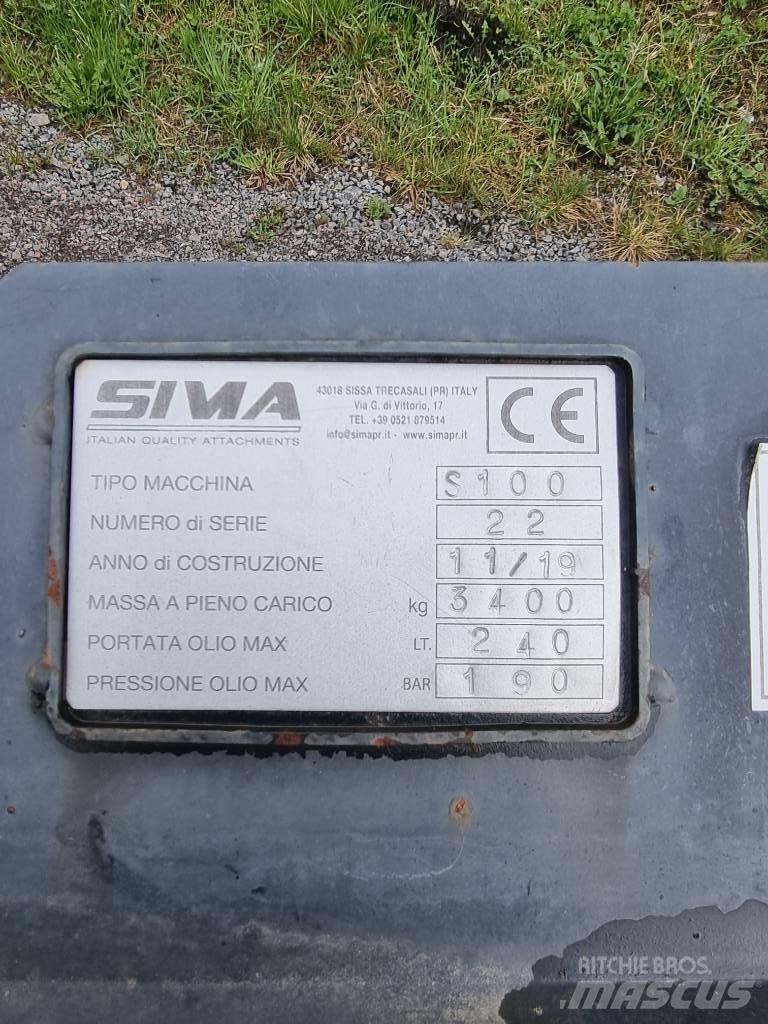 SIMA
ITALIAN QUALITY ATTACHMENTS
43018 SISSA TRECASALI (PR) ITALY
Via G. di Vittorio, 17
TEL. +39 0521 879514
info@simapr.it - www.simapr.it
CE
TIPO MACCHINA S100
NUMERO di SERIE 22
ANNO di COSTRUZIONE 11/19
MASSA A PIENO CARICO kg 3400
PORTATA OLIO MAX LT. 240
PRESSIONE OLIO MAX BAR 190
RITCHIE BROS.
MASCUS